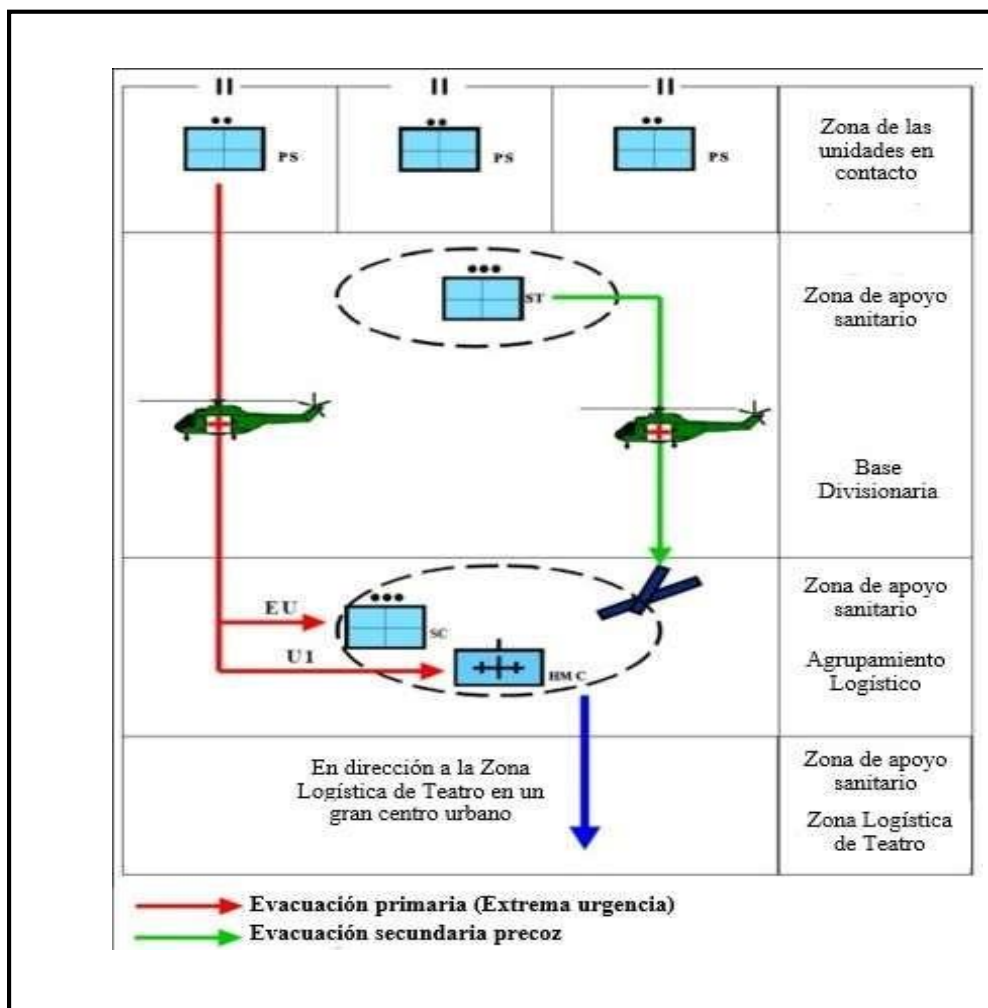 II
II
II
PS
PS
PS
Zona de las
unidades en
contacto
ST
Zona de apoyo
sanitario
Base
Divisionaria
EU
SC
U1
HMC
Zona de apoyo
sanitario
Agrupamiento
Logístico
En dirección a la Zona
Logística de Teatro en un
gran centro urbano
Zona de apoyo
sanitario
Zona Logística
de Teatro
Evacuación primaria (Extrema urgencia)
Evacuación secundaria precoz